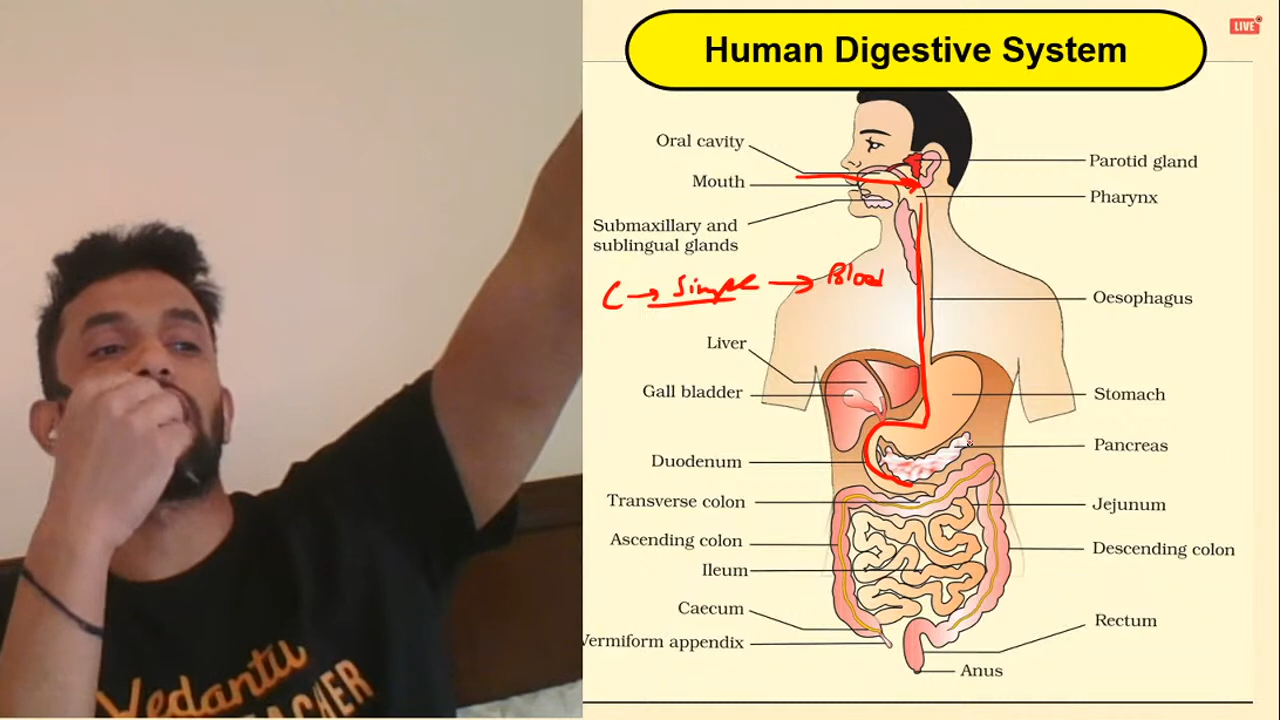 LIVE
Human Digestive System
Oral cavity
Mouth
Submaxillary and
sublingual glands
C → Simple → Blood
Liver
Gall bladder
Duodenum
Transverse colon
Ascending colon
Ileum
Caecum
Vermiform appendix
Parotid gland
Pharynx
Oesophagus
Stomach
Pancreas
Jejunum
Descending colon
Rectum
Anus
Vedantu
TEACHER